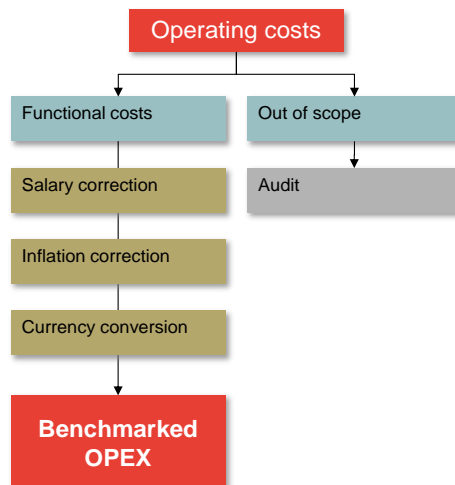 Operating costs
Functional costs
Out of scope
Salary correction
Audit
Inflation correction
Currency conversion
Benchmarked
OPEX